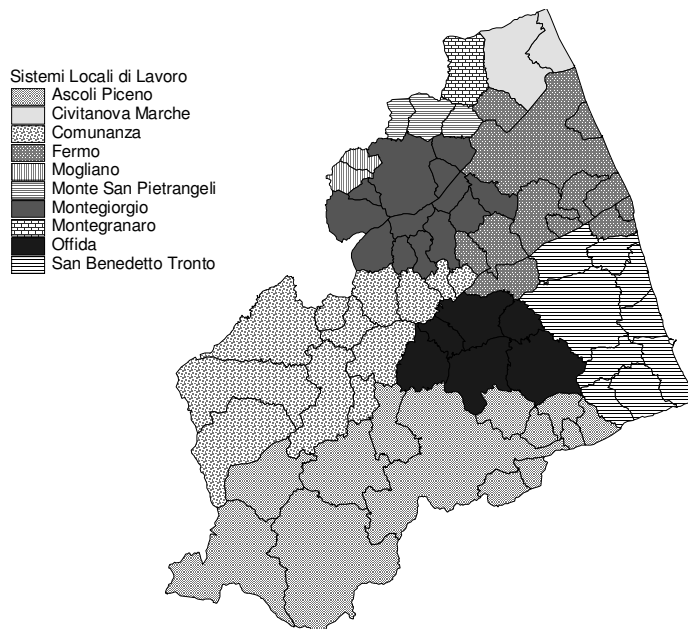 Sistemi Locali di Lavoro
Ascoli Piceno
Civitanova Marche
Comunanza
Fermo
Mogliano
Monte San Pietrangeli
Montegiorgio
Montegranaro
Offida
San Benedetto Tronto